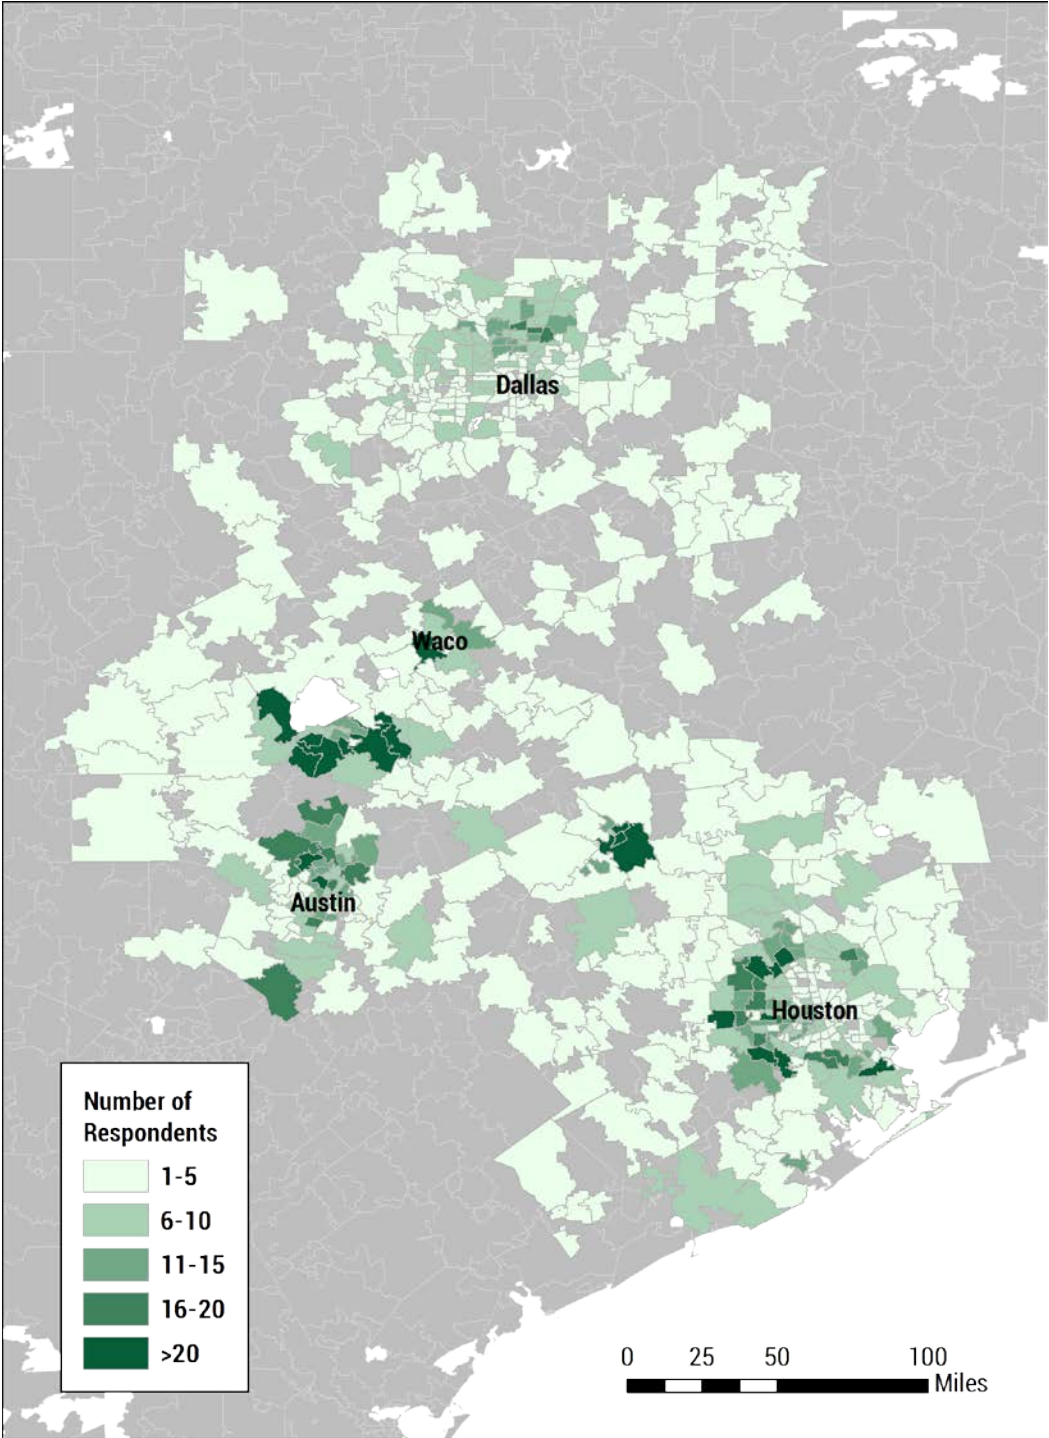 Dallas
Waco
Austin
Houston
Number of
Respondents
1-5
6-10
11-15
16-20
>20
0 25 50 100
Miles